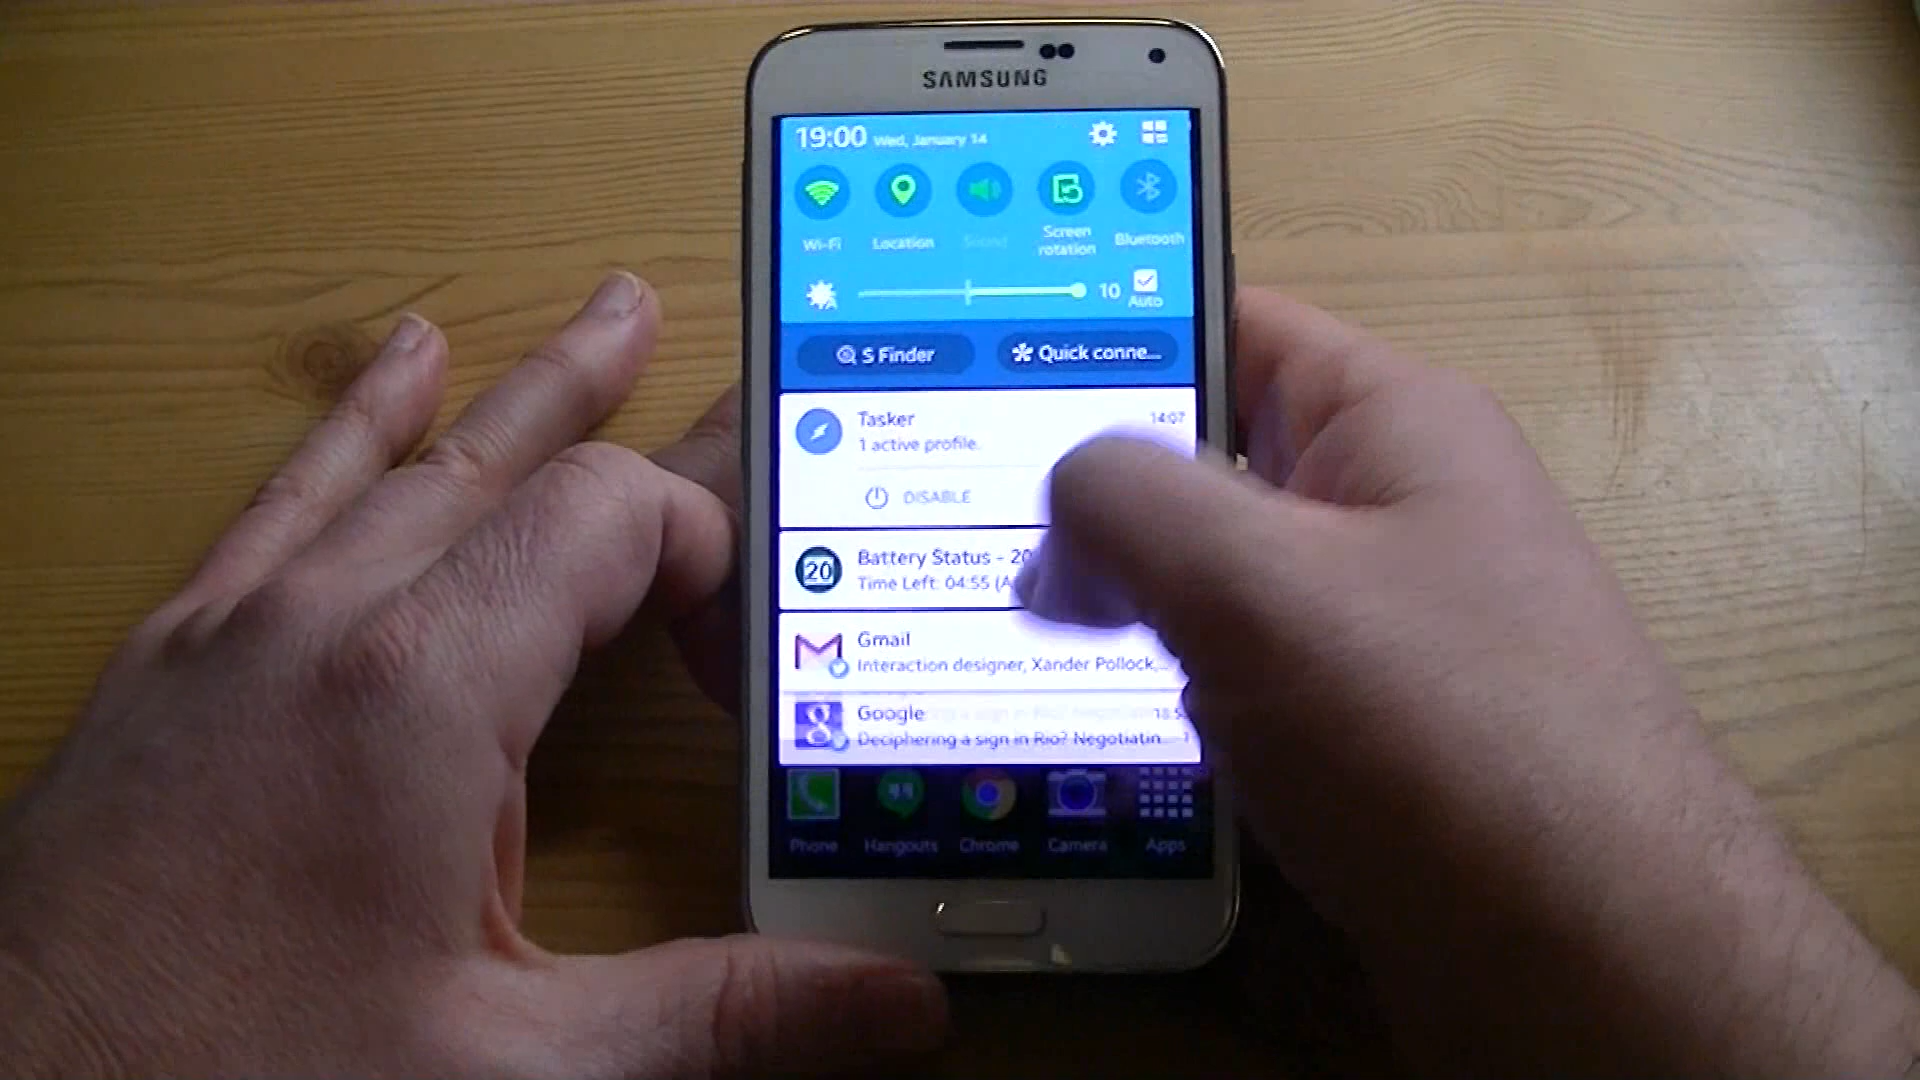 SAMSUNG
19:00 Wed, January 14
Wi-Fi Location Sound Screen rotation Bluetooth
10 Auto
S Finder Quick conne...
Tasker 14:07
1 active profile.
DISABLE
20 Battery Status - 20
Time Left: 04:55
Gmail
Interaction designer, Xander Pollock,...
g Google
Deciphering a sign in Rio? Negotiatin...
Phone Hangouts Chrome Camera Apps